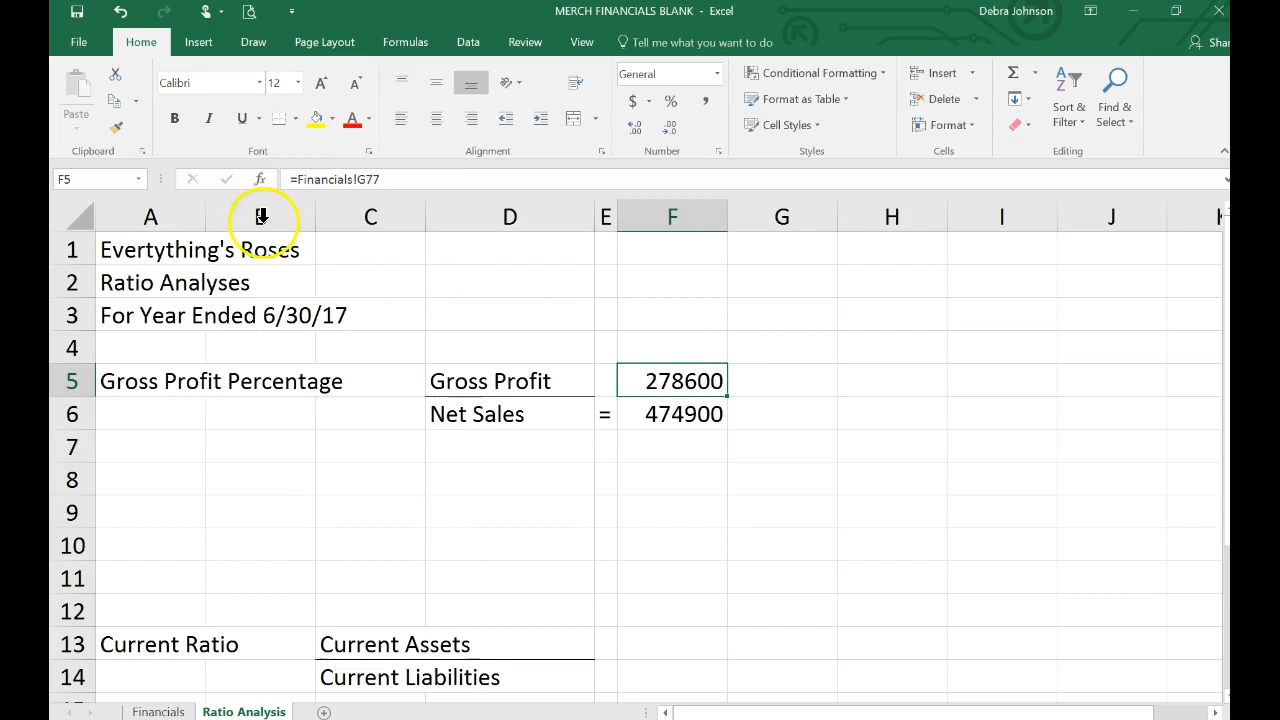 MERCH FINANCIALS BLANK - Excel
Debra Johnson
File Home Insert Draw Page Layout Formulas Data Review View Tell me what you want to do
Calibri 12 General Conditional Formatting Insert
Paste $ % Format as Table Delete Sort & Filter Find & Select
B I U A Cell Styles Format
Clipboard Font Alignment Number Styles Cells Editing
F5 fx =Financials!G77
A C D E F G H I J K
1 Evertything's Roses
2 Ratio Analyses
3 For Year Ended 6/30/17
4
5 Gross Profit Percentage Gross Profit 278600
6 Net Sales = 474900
7
8
9
10
11
12
13 Current Ratio Current Assets
14 Current Liabilities
Financials Ratio Analysis